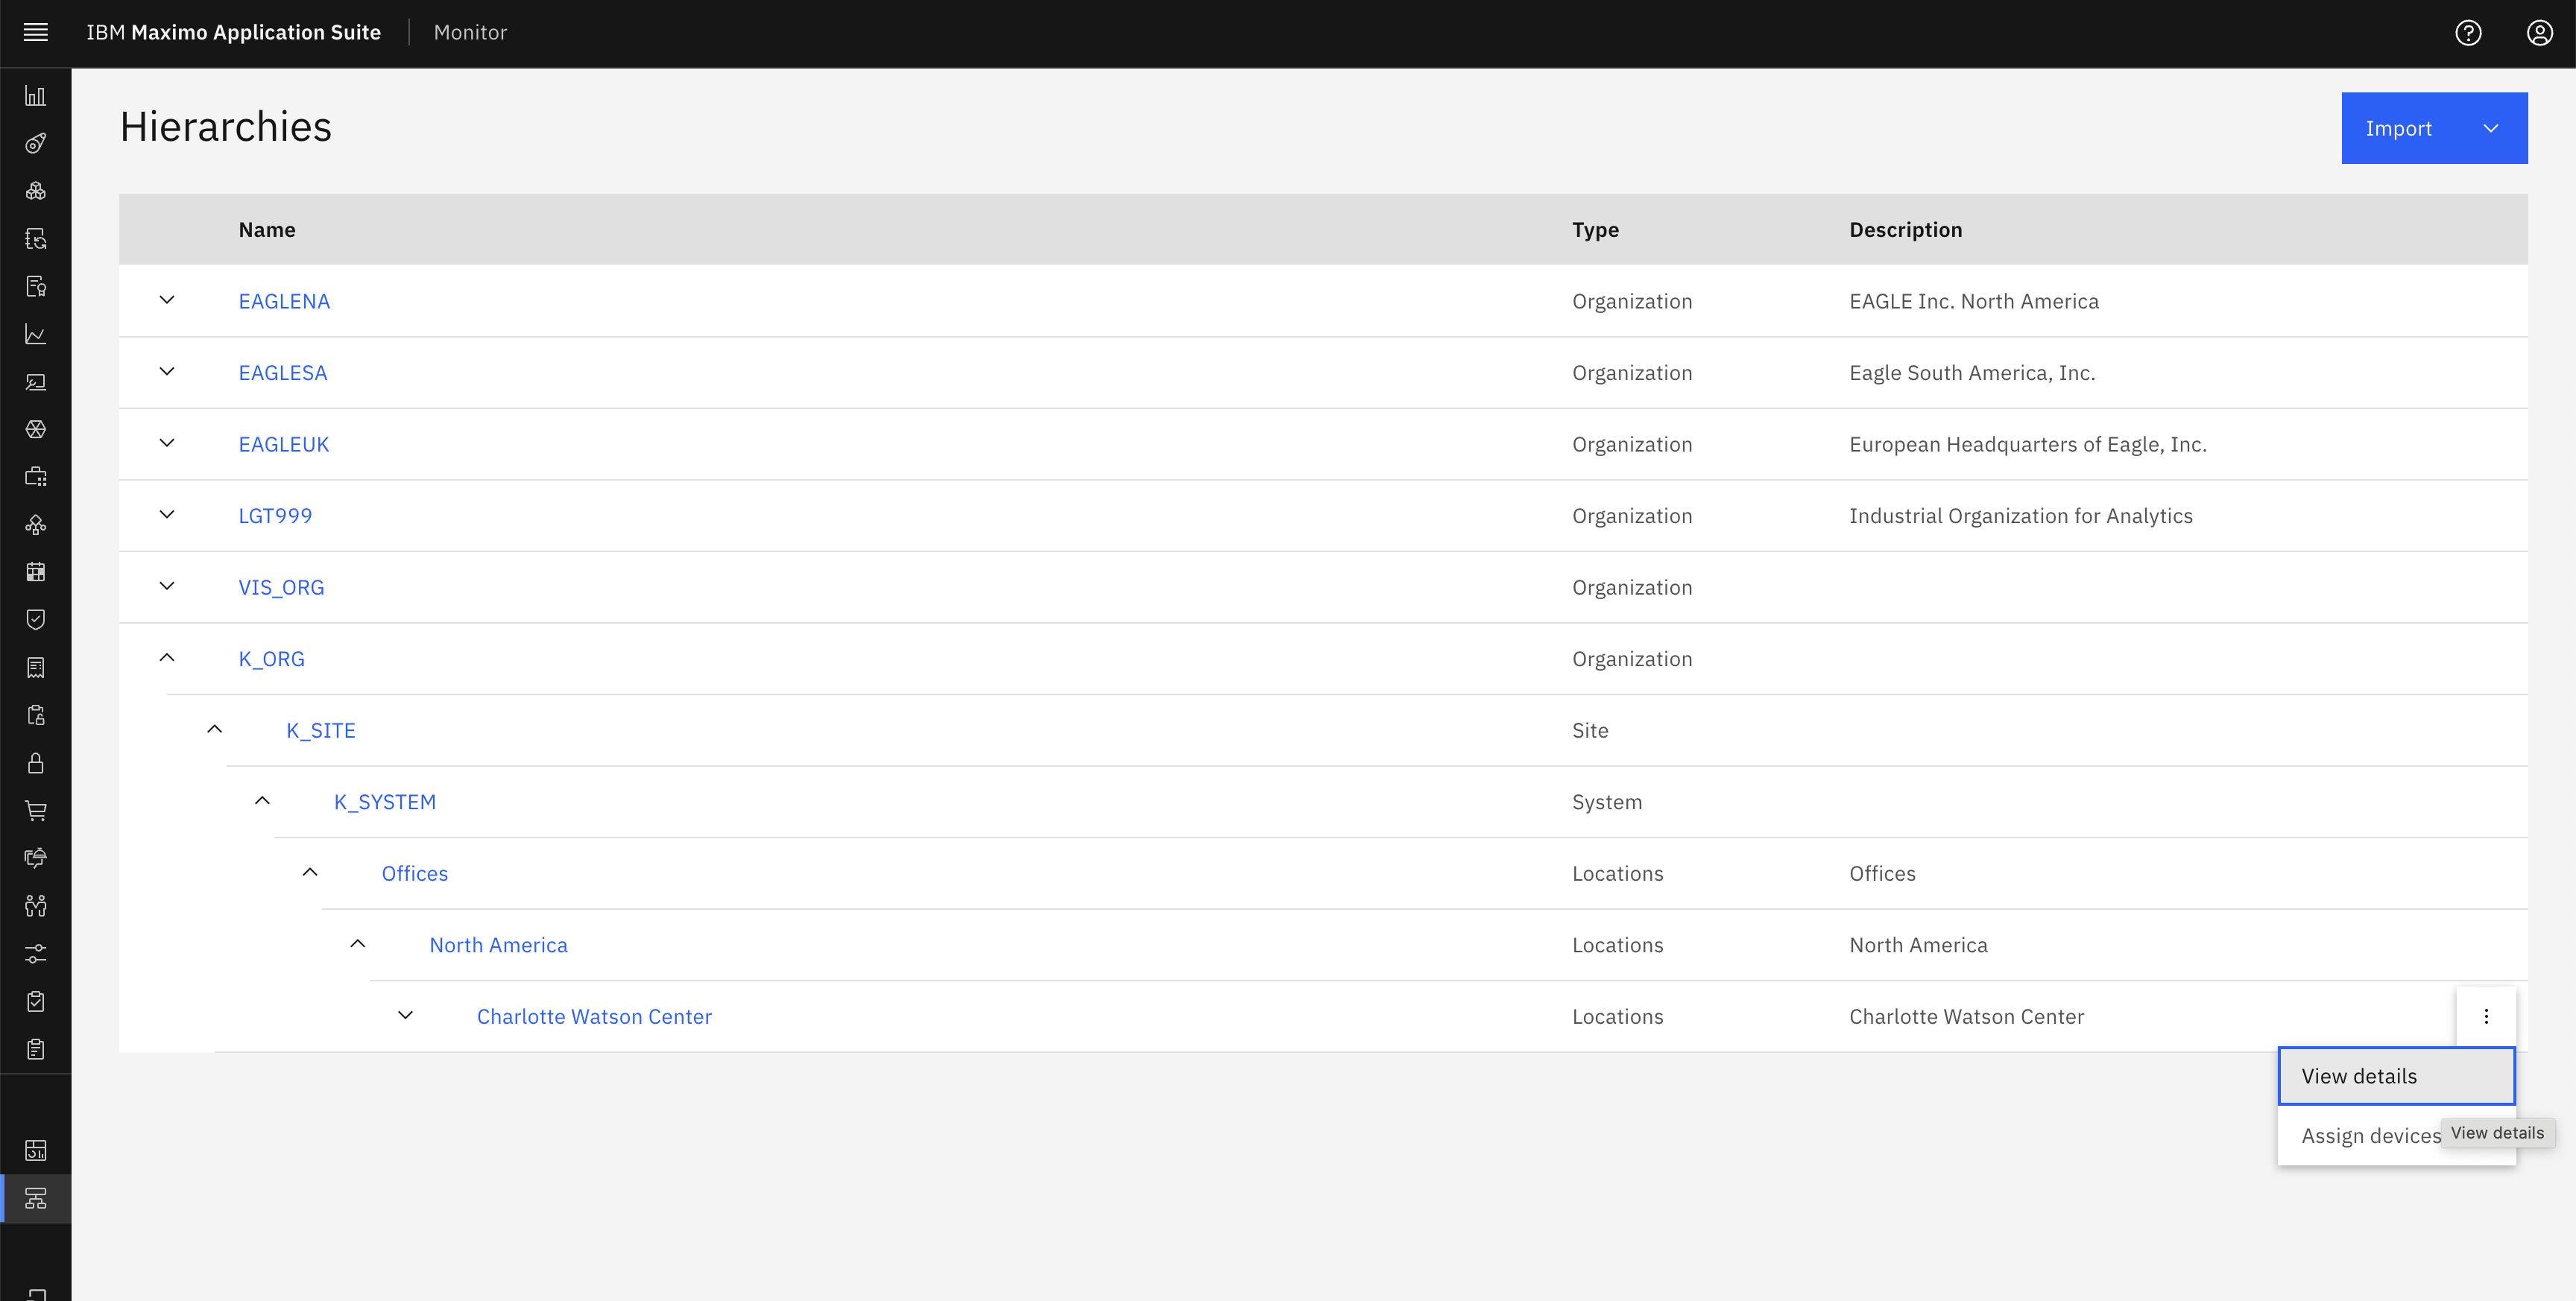 IBM Maximo Application Suite Monitor
Hierarchies
Import
Name Type Description
EAGLENA Organization EAGLE Inc. North America
EAGLESA Organization Eagle South America, Inc.
EAGLEUK Organization European Headquarters of Eagle, Inc.
LGT999 Organization Industrial Organization for Analytics
VIS_ORG Organization
K_ORG Organization
K_SITE Site
K_SYSTEM System
Offices Locations Offices
North America Locations North America
Charlotte Watson Center Locations Charlotte Watson Center
View details
Assign devices
View details